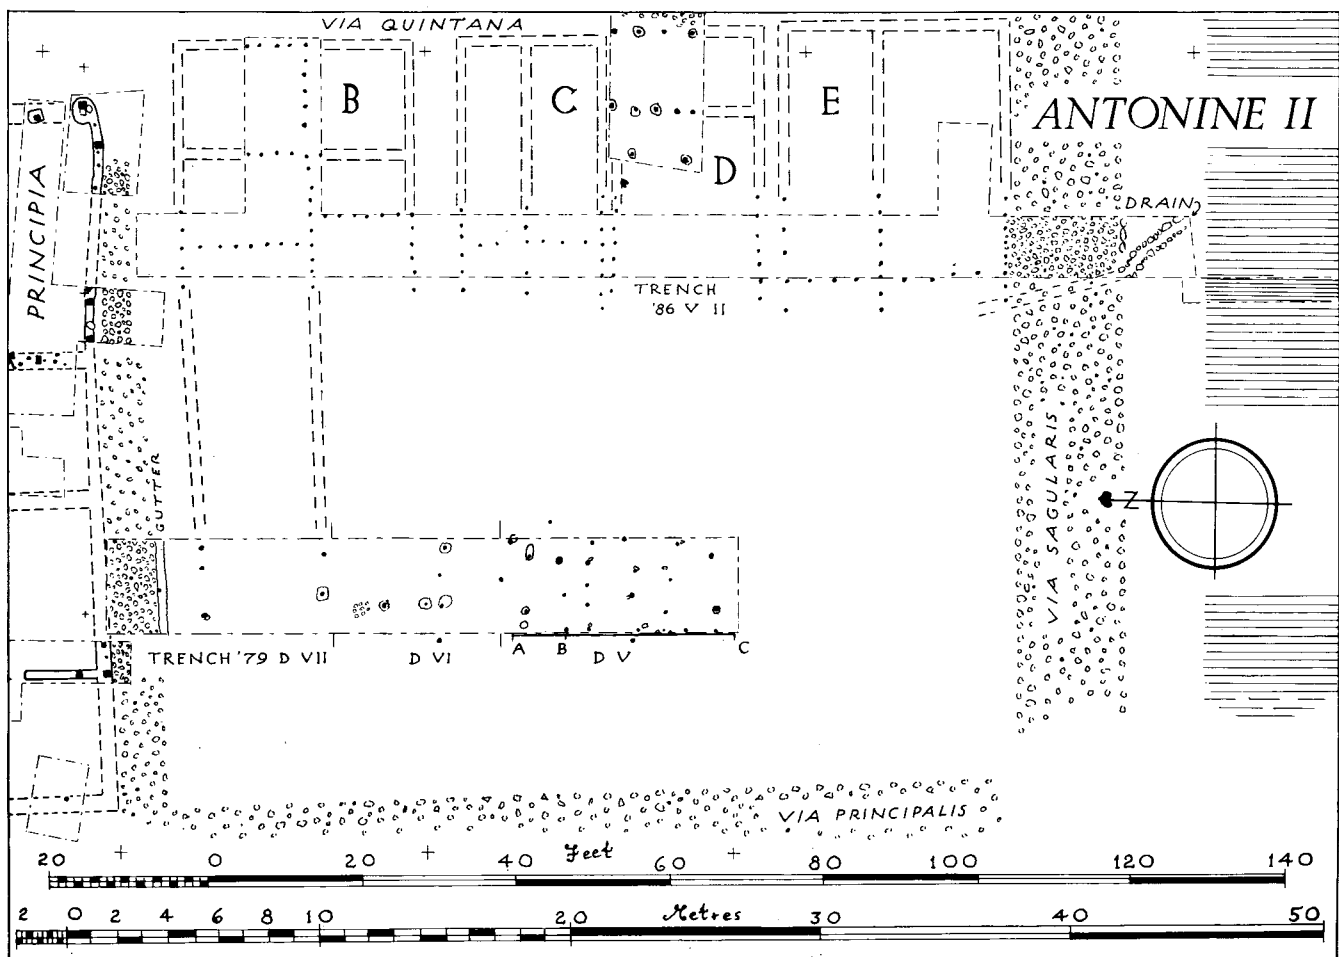 VIA QUINTANA
B
C
E
ANTONINE II
D
PRINCIPIA
DRAIN
TRENCH
'86 V II
GUTTER
VIA SAGULARIS
Z
A
B
C
TRENCH '79 D VII
D VI
D V
VIA PRINCIPALIS
20 0 20 40 Feet 60 80 100 120 140
2 0 2 4 6 8 10 20 Metres 30 40 50